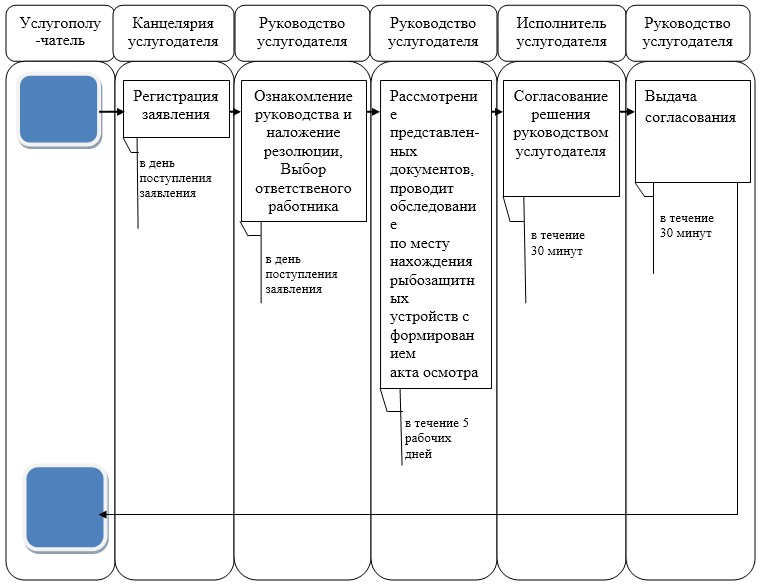 Услугополу
-чатель
Канцелярия
услугодателя
Руководство
услугодателя
Руководство
услугодателя
Исполнитель
услугодателя
Руководство
услугодателя
Регистрация
заявления
в день
поступления
заявления
Ознакомление
руководства и
наложение
резолюции,
Выбор
ответственого
работника
в день
поступления
заявления
Рассмотрени
е
представлен-
ных
документов,
проводит
обследовани
е
по месту
нахождения
рыбозащитн
ых
устройств с
формирован
ием
акта осмотра
в течение 5
рабочих
дней
Согласование
решения
руководством
услугодателя
в течение
30 минут
Выдача
согласования
в течение
30 минут